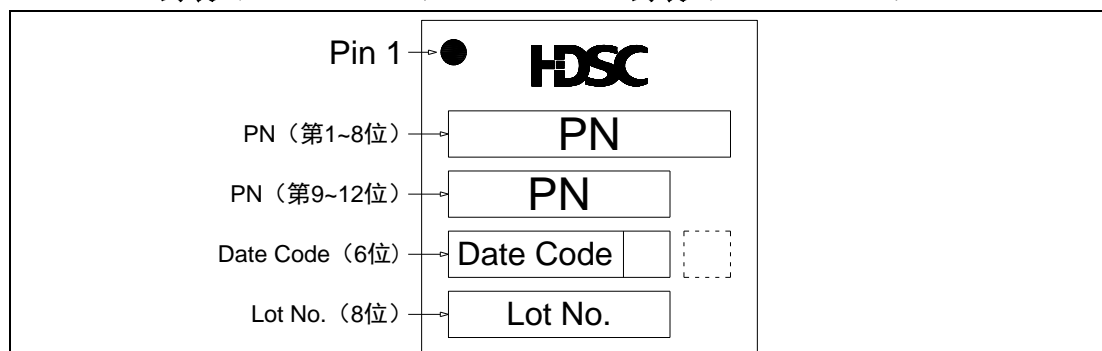 Pin 1
HDSC
PN（第1~8位）
PN
PN（第9~12位）
PN
Date Code（6位）
Date Code
Lot No.（8位）
Lot No.